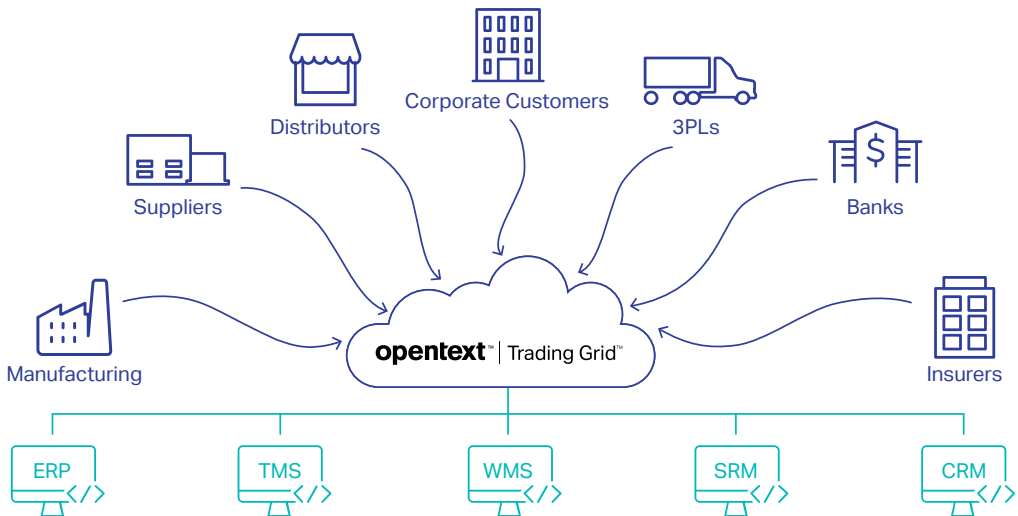 Corporate Customers
Distributors
3PLs
Suppliers
Banks
Manufacturing
Insurers
opentext™ | Trading Grid™
ERP
TMS
WMS
SRM
CRM